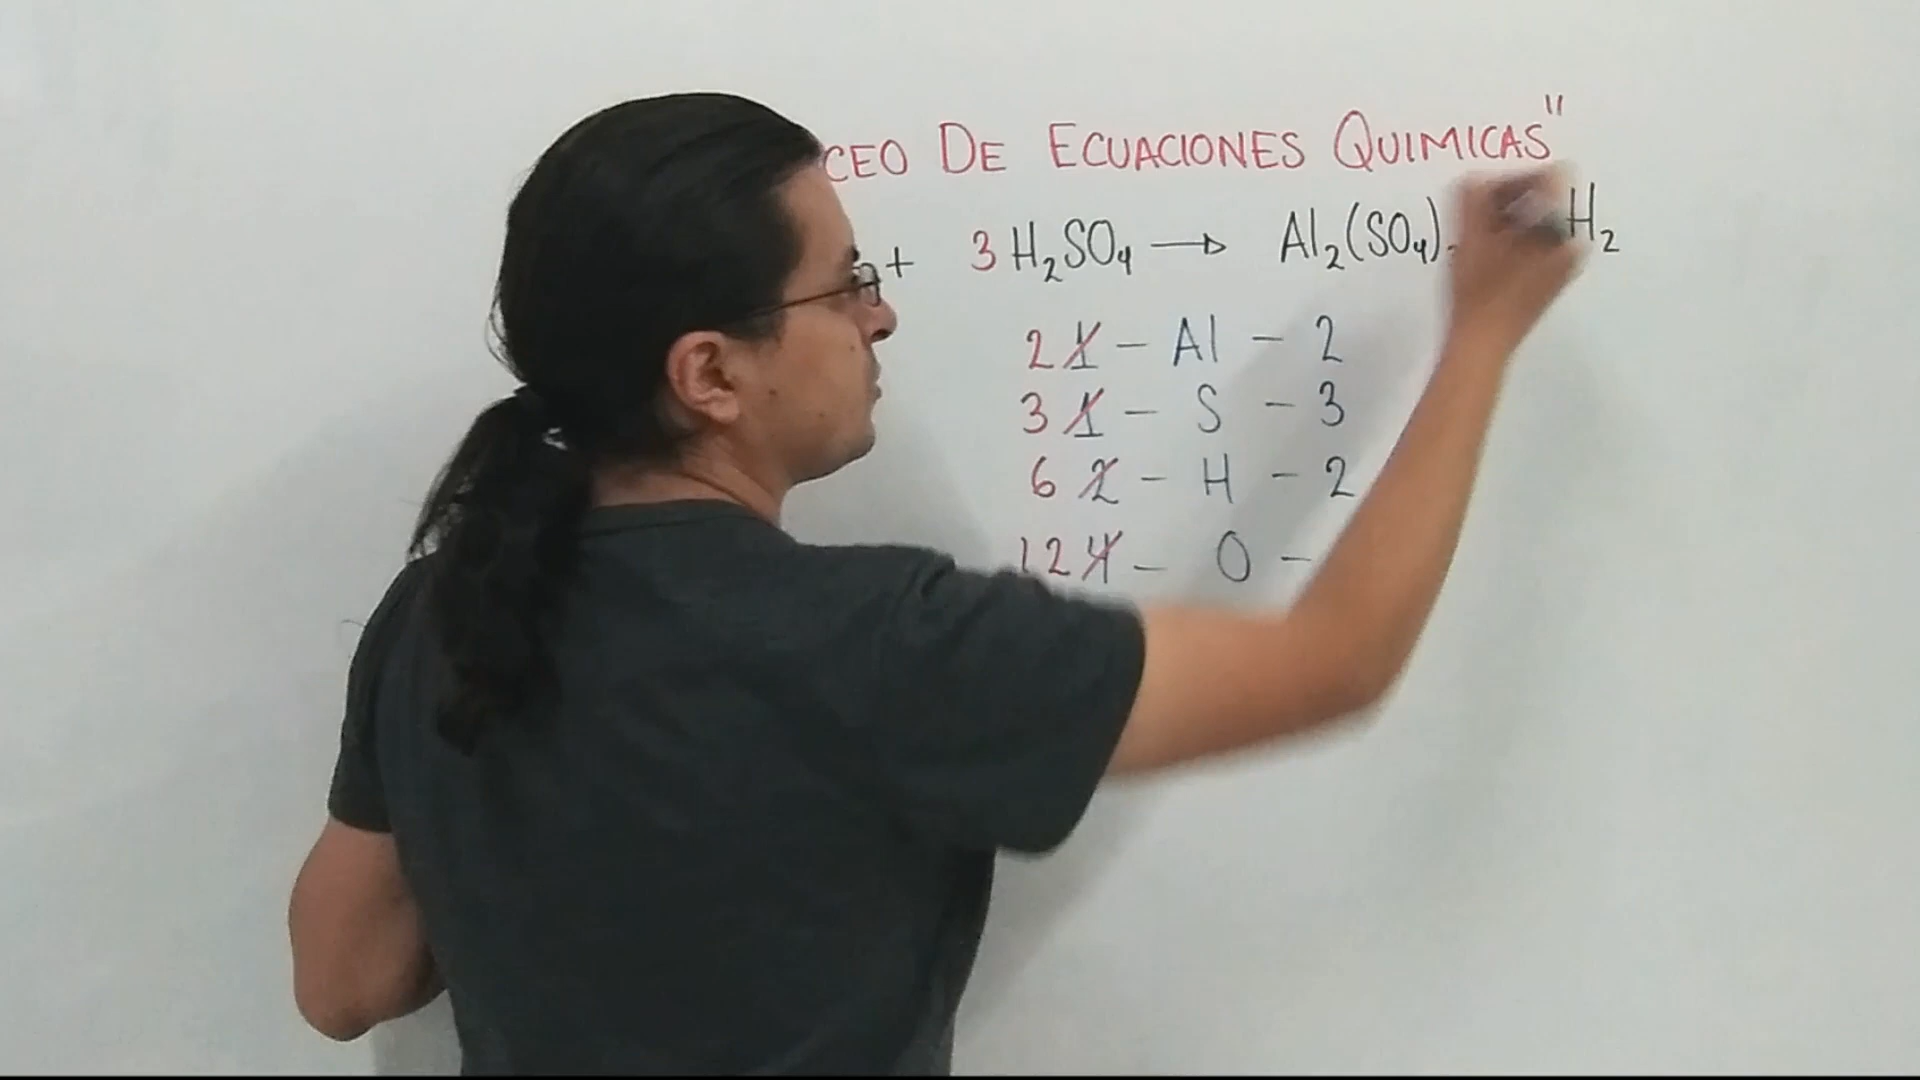 DE ECUACIONES QUIMICAS"
+ 3 H₂SO₄ → Al₂(SO₄) H₂
2 1 - Al - 2
3 1 - S - 3
6 2 - H - 2
12 4 - O -